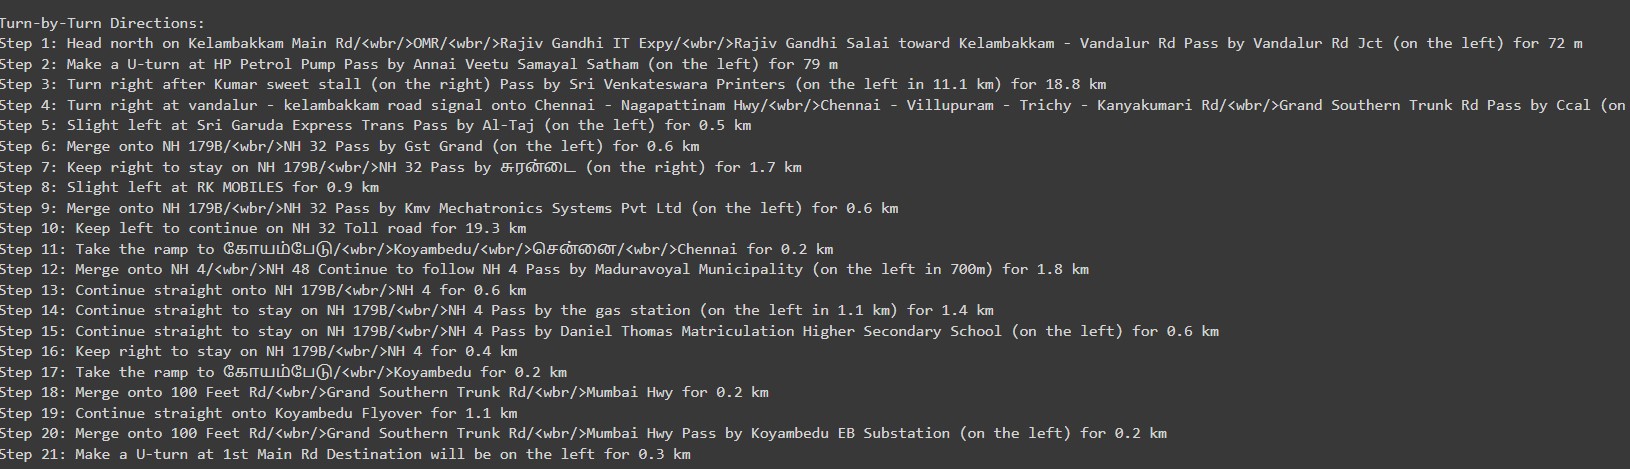 Turn-by-Turn Directions:
Step 1: Head north on Kelambakkam Main Rd/<wbr/>OMR/<wbr/>Rajiv Gandhi IT Expy/<wbr/>Rajiv Gandhi Salai toward Kelambakkam - Vandalur Rd Pass by Vandalur Rd Jct (on the left) for 72 m
Step 2: Make a U-turn at HP Petrol Pump Pass by Annai Veetu Samayal Satham (on the left) for 79 m
Step 3: Turn right after Kumar sweet stall (on the right) Pass by Sri Venkateswara Printers (on the left in 11.1 km) for 18.8 km
Step 4: Turn right at vandalur - kelambakkam road signal onto Chennai - Nagapattinam Hwy/<wbr/>Chennai - Villupuram - Trichy - Kanyakumari Rd/<wbr/>Grand Southern Trunk Rd Pass by Ccal (on
Step 5: Slight left at Sri Garuda Express Trans Pass by Al-Taj (on the left) for 0.5 km
Step 6: Merge onto NH 179B/<wbr/>NH 32 Pass by Gst Grand (on the left) for 0.6 km
Step 7: Keep right to stay on NH 179B/<wbr/>NH 32 Pass by சுரண்டை (on the right) for 1.7 km
Step 8: Slight left at RK MOBILES for 0.9 km
Step 9: Merge onto NH 179B/<wbr/>NH 32 Pass by Kmv Mechatronics Systems Pvt Ltd (on the left) for 0.6 km
Step 10: Keep left to continue on NH 32 Toll road for 19.3 km
Step 11: Take the ramp to கோயம்பேடு/<wbr/>Koyambedu/<wbr/>சென்னை/<wbr/>Chennai for 0.2 km
Step 12: Merge onto NH 4/<wbr/>NH 48 Continue to follow NH 4 Pass by Maduravoyal Municipality (on the left in 700m) for 1.8 km
Step 13: Continue straight onto NH 179B/<wbr/>NH 4 for 0.6 km
Step 14: Continue straight to stay on NH 179B/<wbr/>NH 4 Pass by the gas station (on the left in 1.1 km) for 1.4 km
Step 15: Continue straight to stay on NH 179B/<wbr/>NH 4 Pass by Daniel Thomas Matriculation Higher Secondary School (on the left) for 0.6 km
Step 16: Keep right to stay on NH 179B/<wbr/>NH 4 for 0.4 km
Step 17: Take the ramp to கோயம்பேடு/<wbr/>Koyambedu for 0.2 km
Step 18: Merge onto 100 Feet Rd/<wbr/>Grand Southern Trunk Rd/<wbr/>Mumbai Hwy for 0.2 km
Step 19: Continue straight onto Koyambedu Flyover for 1.1 km
Step 20: Merge onto 100 Feet Rd/<wbr/>Grand Southern Trunk Rd/<wbr/>Mumbai Hwy Pass by Koyambedu EB Substation (on the left) for 0.2 km
Step 21: Make a U-turn at 1st Main Rd Destination will be on the left for 0.3 km